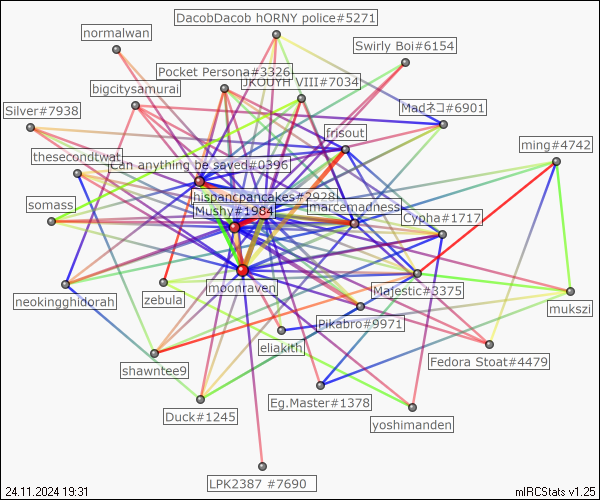 DacobDacob hORNY police#5271
normalwan
Swirly Boi#6154
Pocket Persona#3326
JKOUYH VIII#7034
bigcitysamurai
Silver#7938
Madネコ#6901
frisout
ming#4742
thesecondtwat
Can anything be saved#0396
hispancpancakes#2928
somass
Mushy#1984
marcemadness
Cypha#1717
moonraven
Majestic#3375
neokingghidorah
zebula
mukszi
Pikabro#9971
eliakith
Fedora Stoat#4479
shawntee9
Duck#1245
Eg.Master#1378
yoshimanden
LPK2387 #7690
24.11.2024 19:31
mIRCStats v1.25